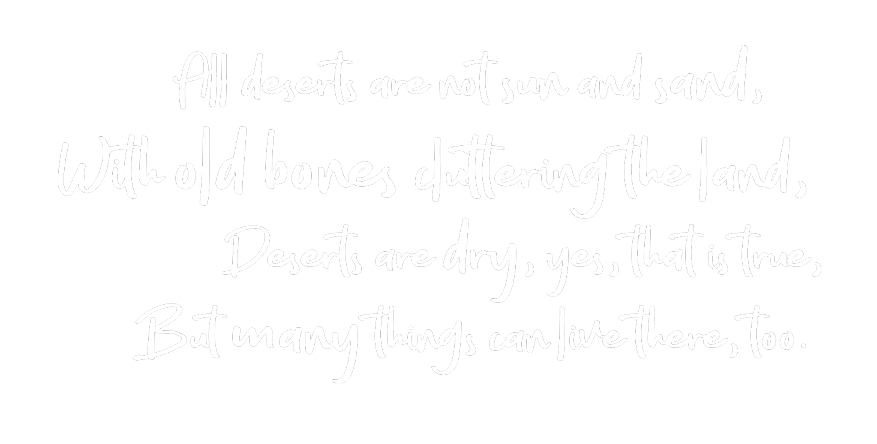 All deserts are not sun and sand,
With old bones cluttering the land,
Deserts are dry, yes, that is true,
But many things can live there, too.